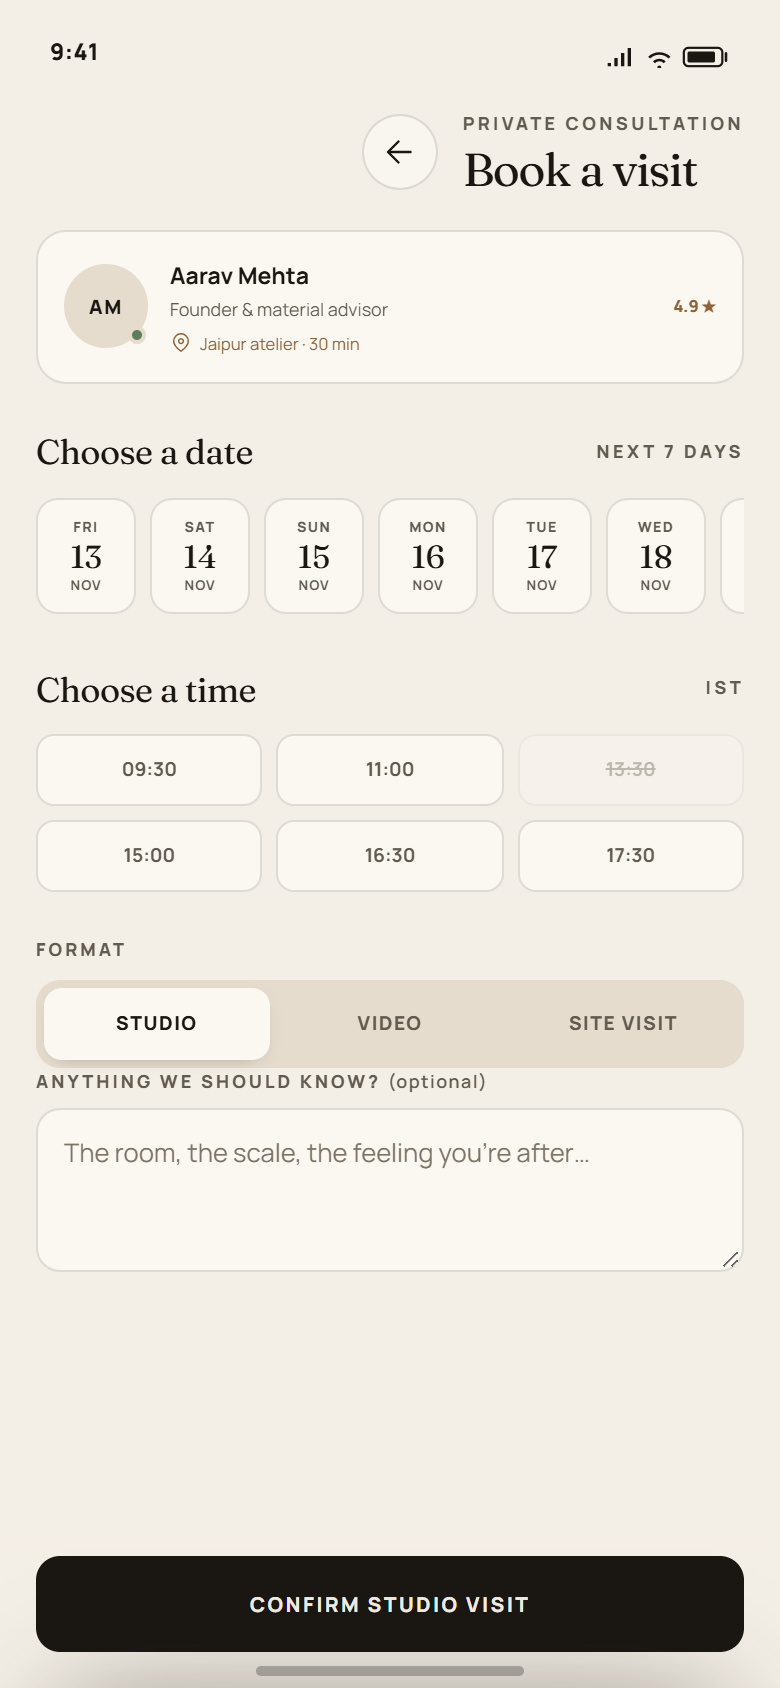 9:41
PRIVATE CONSULTATION
Book a visit
AM
Aarav Mehta
Founder & material advisor
Jaipur atelier · 30 min
4.9★
Choose a date
NEXT 7 DAYS
FRI
13
NOV
SAT
14
NOV
SUN
15
NOV
MON
16
NOV
TUE
17
NOV
WED
18
NOV
Choose a time
IST
09:30
11:00
13:30
15:00
16:30
17:30
FORMAT
STUDIO
VIDEO
SITE VISIT
ANYTHING WE SHOULD KNOW? (optional)
The room, the scale, the feeling you’re after…
CONFIRM STUDIO VISIT